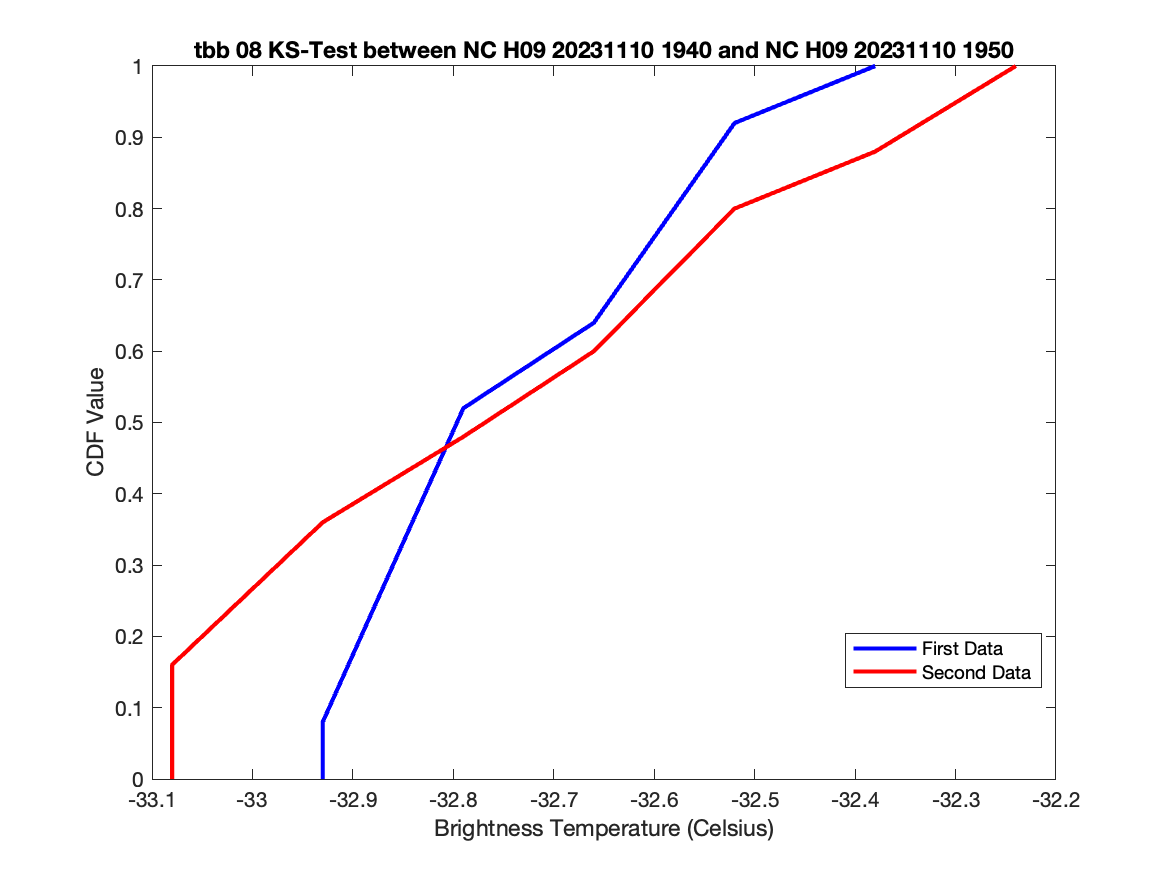 tbb 08 KS-Test between NC H09 20231110 1940 and NC H09 20231110 1950
1
0.9
0.8
0.7
0.6
0.5
0.4
0.3
0.2
0.1
0
CDF Value
First Data
Second Data
-33.1 -33 -32.9 -32.8 -32.7 -32.6 -32.5 -32.4 -32.3 -32.2
Brightness Temperature (Celsius)